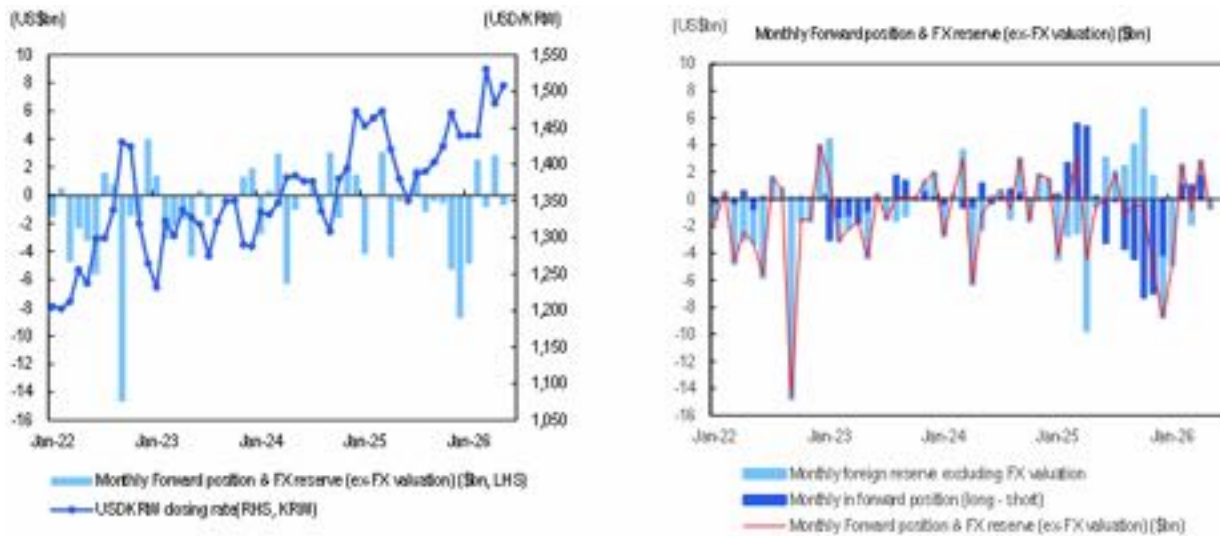 (US$bn)
(USD/KRW)
10
8
6
4
2
0
-2
-4
-6
-8
-10
-12
-14
-16
1,550
1,500
1,450
1,400
1,350
1,300
1,250
1,200
1,150
1,100
1,050
Jan-22
Jan-23
Jan-24
Jan-25
Jan-26
Monthly Forward position & FX reserve (ex-FX valuation) ($bn, LHS)
USDKRW closing rate(RHS, KRW)
(US$bn)
Monthly Forward position & FX reserve (ex-FX valuation) ($bn)
10
8
6
4
2
0
-2
-4
-6
-8
-10
-12
-14
-16
Jan-22
Jan-23
Jan-24
Jan-25
Jan-26
Monthly foreign reserve excluding FX valuation
Monthly in forward position (long - short)
Monthly Forward position & FX reserve (ex-FX valuation) ($bn)